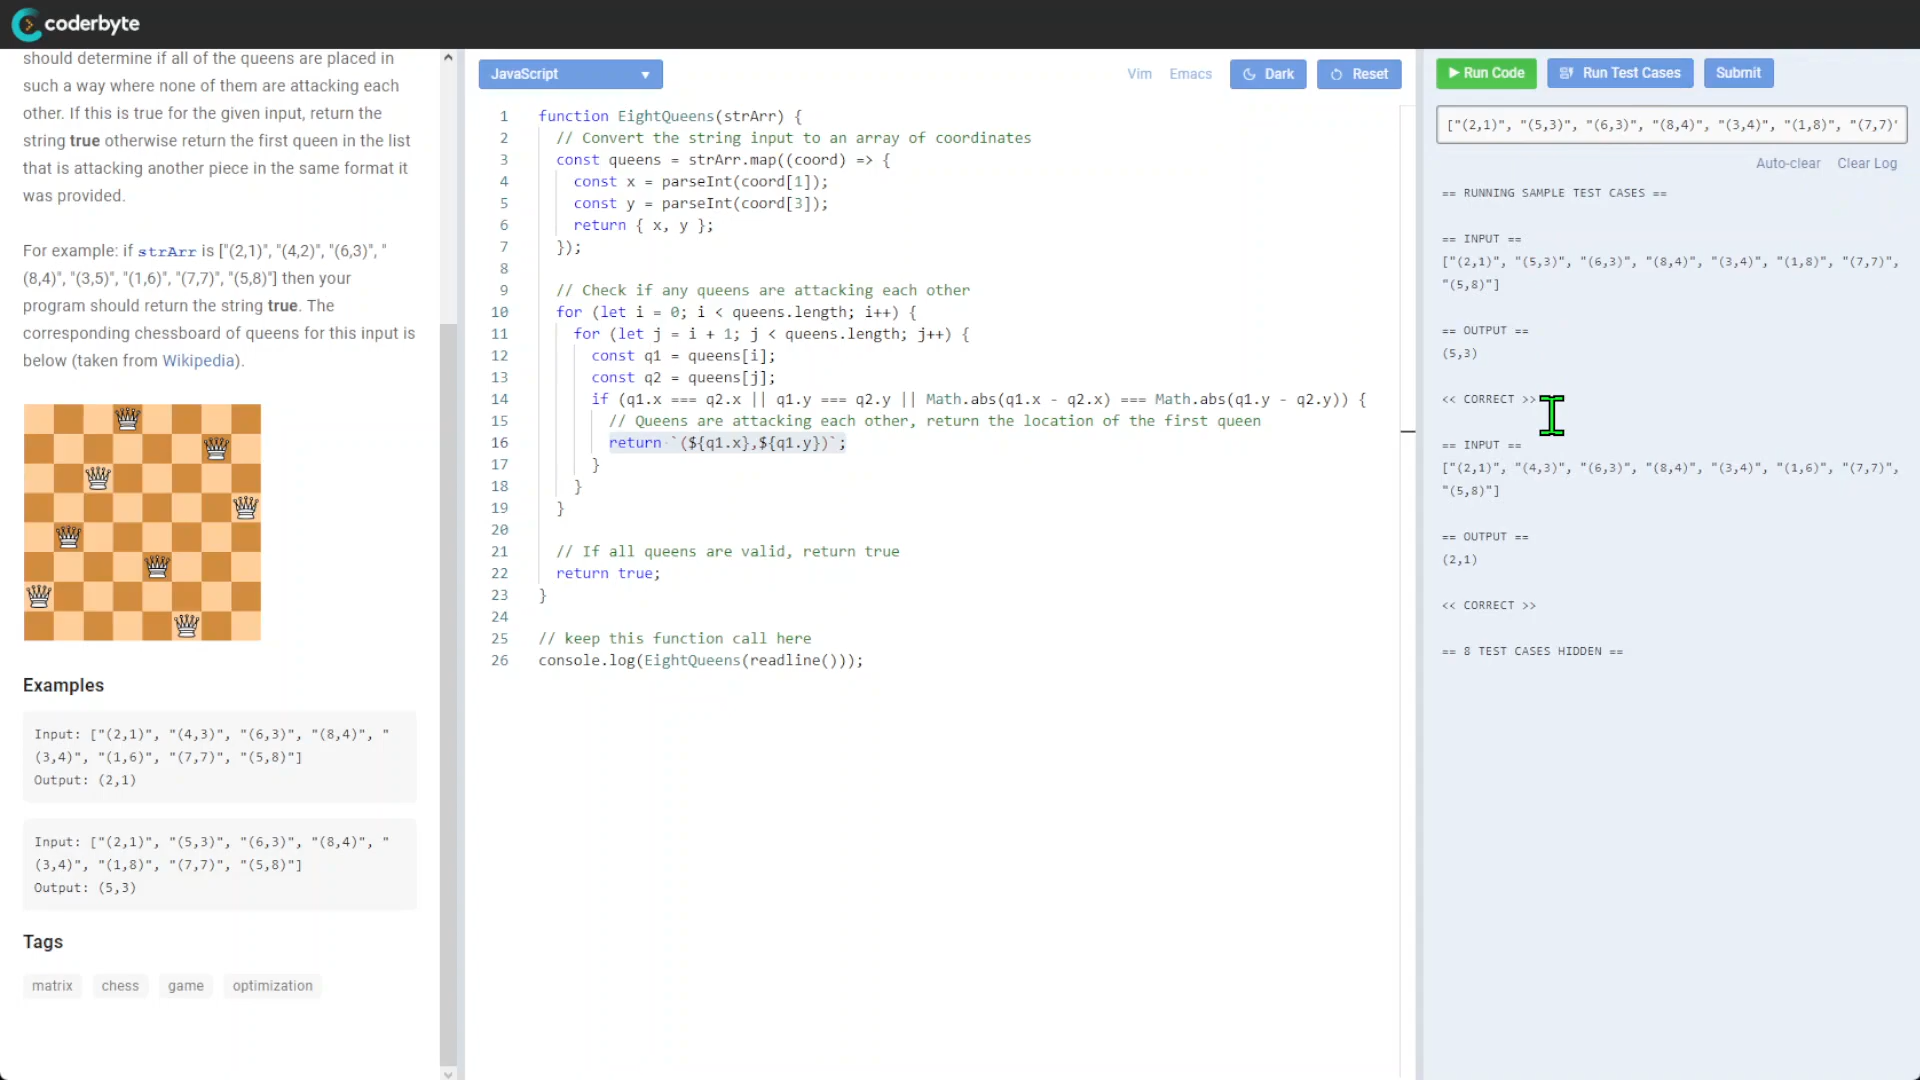 coderbyte
should determine if all of the queens are placed in
such a way where none of them are attacking each
other. If this is true for the given input, return the
string true otherwise return the first queen in the list
that is attacking another piece in the same format it
was provided.
For example: if strArr is ["(2,1)", "(4,2)", "(6,3)", "
(8,4)", "(3,5)", "(1,6)", "(7,7)", "(5,8)"] then your
program should return the string true. The
corresponding chessboard of queens for this input is
below (taken from Wikipedia).
Examples
Input: ["(2,1)", "(4,3)", "(6,3)", "(8,4)", "
(3,4)", "(1,6)", "(7,7)", "(5,8)"]
Output: (2,1)
Input: ["(2,1)", "(5,3)", "(6,3)", "(8,4)", "
(3,4)", "(1,8)", "(7,7)", "(5,8)"]
Output: (5,3)
Tags
matrix chess game optimization
JavaScript Vim Emacs Dark Reset
1 function EightQueens(strArr) {
2 // Convert the string input to an array of coordinates
3 const queens = strArr.map((coord) => {
4 const x = parseInt(coord[1]);
5 const y = parseInt(coord[3]);
6 return { x, y };
7 });
8
9 // Check if any queens are attacking each other
10 for (let i = 0; i < queens.length; i++) {
11 for (let j = i + 1; j < queens.length; j++) {
12 const q1 = queens[i];
13 const q2 = queens[j];
14 if (q1.x === q2.x || q1.y === q2.y || Math.abs(q1.x - q2.x) === Math.abs(q1.y - q2.y)) {
15 // Queens are attacking each other, return the location of the first queen
16 return `(${q1.x},${q1.y})`;
17 }
18 }
19 }
20
21 // If all queens are valid, return true
22 return true;
23 }
24
25 // keep this function call here
26 console.log(EightQueens(readline()));
Run Code Run Test Cases Submit
["(2,1)", "(5,3)", "(6,3)", "(8,4)", "(3,4)", "(1,8)", "(7,7)"
Auto-clear Clear Log
== RUNNING SAMPLE TEST CASES ==
== INPUT ==
["(2,1)", "(5,3)", "(6,3)", "(8,4)", "(3,4)", "(1,8)", "(7,7)",
"(5,8)"]
== OUTPUT ==
(5,3)
<< CORRECT >>
== INPUT ==
["(2,1)", "(4,3)", "(6,3)", "(8,4)", "(3,4)", "(1,6)", "(7,7)",
"(5,8)"]
== OUTPUT ==
(2,1)
<< CORRECT >>
== 8 TEST CASES HIDDEN ==